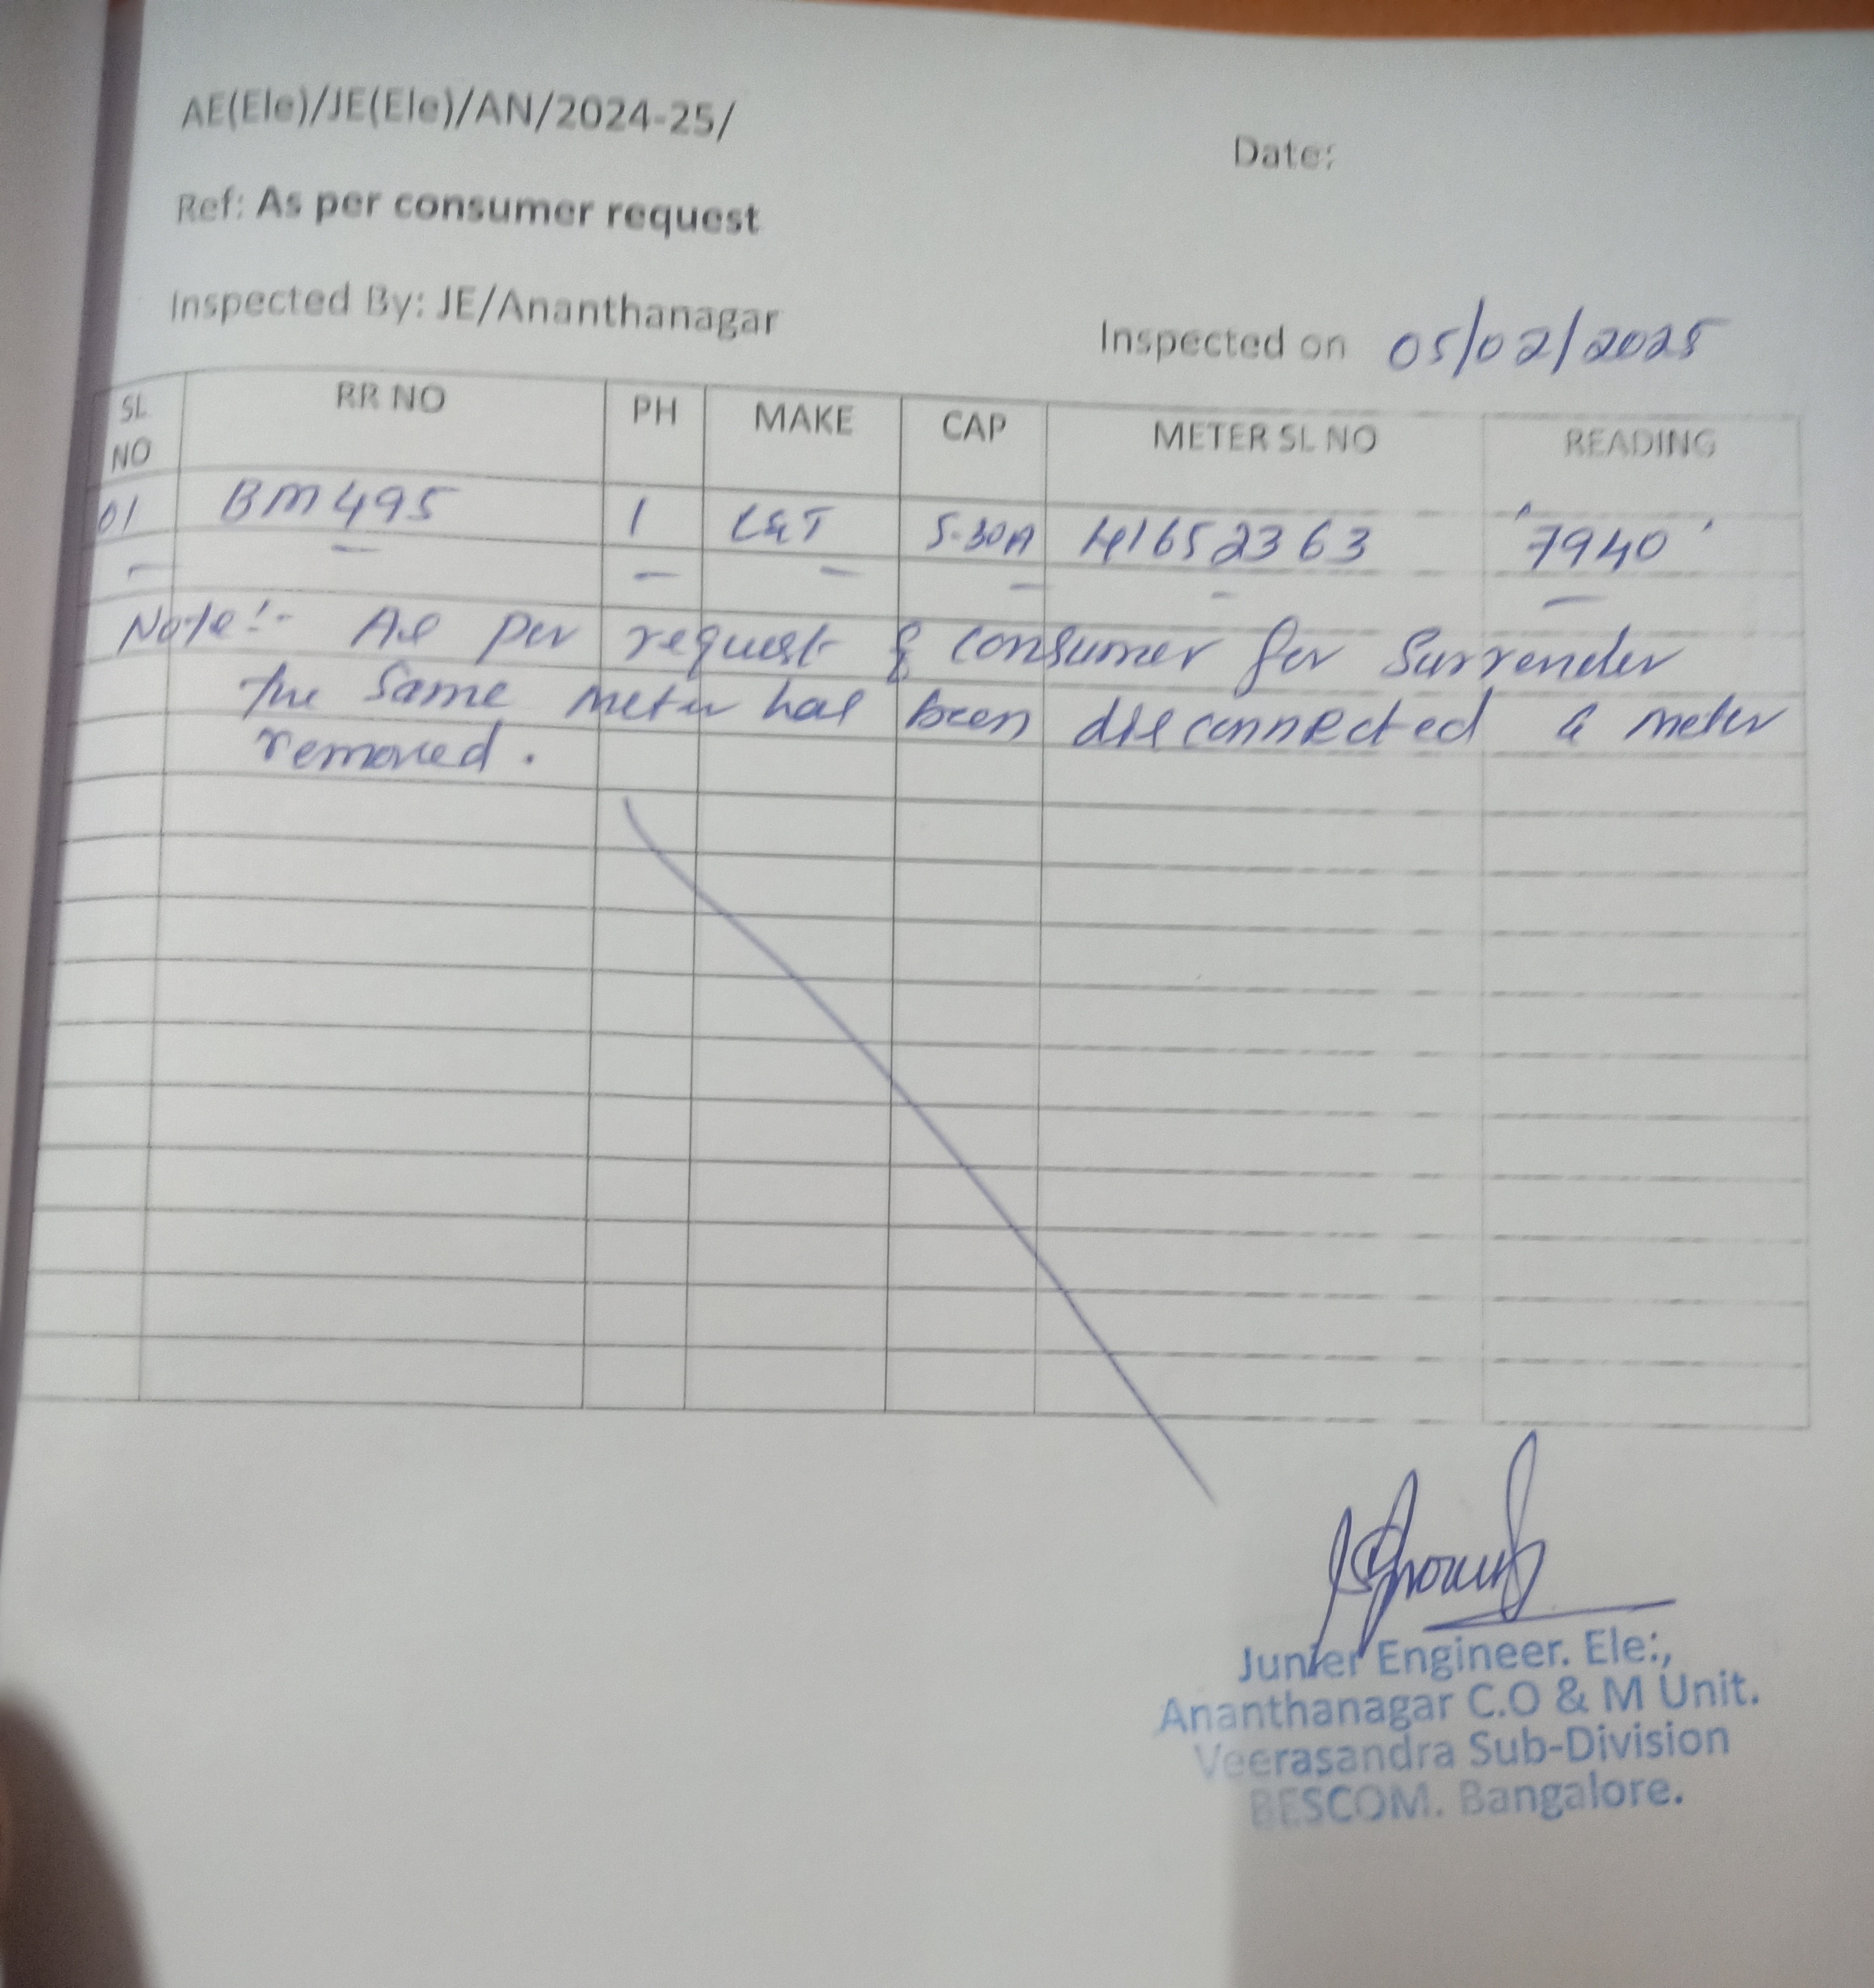 AE(Ele)/JE(Ele)/AN/2024-25/
Date:
Ref: As per consumer request
Inspected By: JE/Ananthanagar
Inspected on 05/02/2025
SL NO RR NO PH MAKE CAP METER SL NO READING
01 BM495 1 L&T 5-30A 41652363 '7940'
Note:- As per request of consumer for Surrender
the same meter has been disconnected & meter
removed.
Junier Engineer. Ele:,
Ananthanagar C.O & M Unit.
Veerasandra Sub-Division
BESCOM. Bangalore.